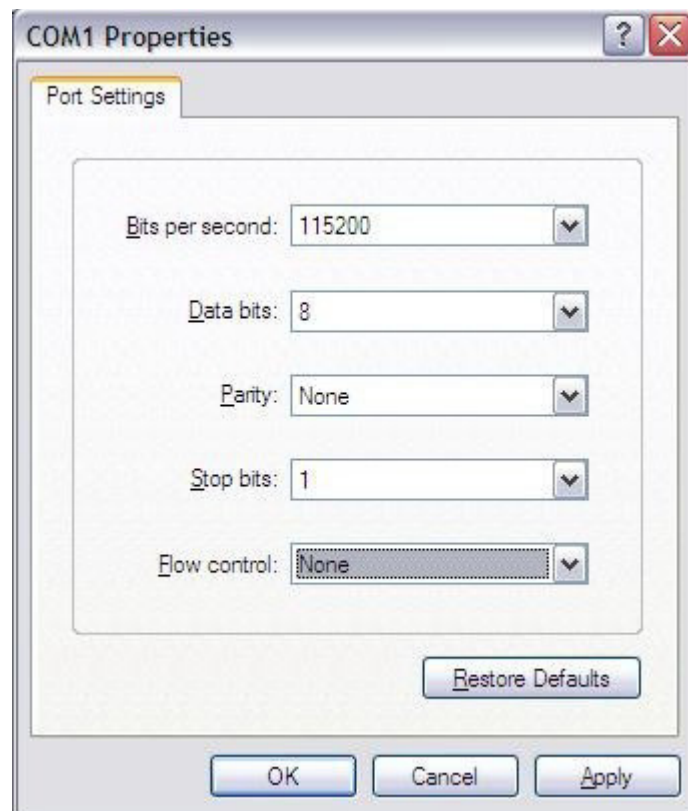 COM1 Properties
Port Settings
Bits per second: 115200
Data bits: 8
Parity: None
Stop bits: 1
Flow control: None
Restore Defaults
OK Cancel Apply